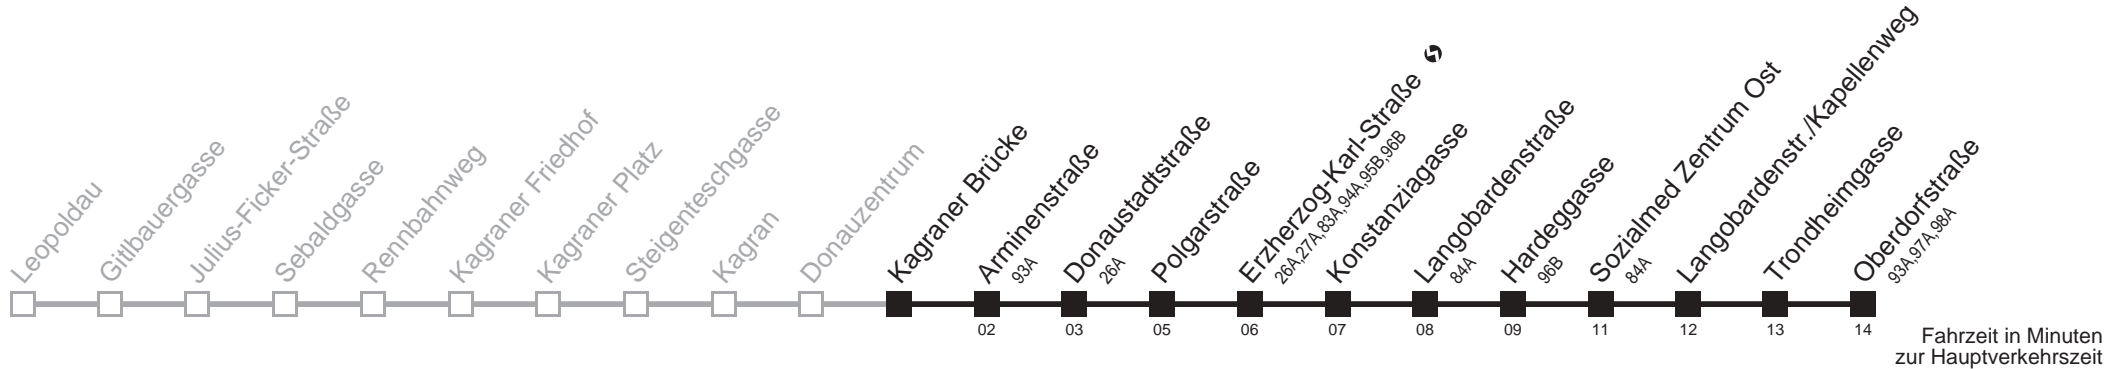 Leopoldau
Gitlbauergasse
Julius-Ficker-Straße
Sebaldgasse
Rennbahnweg
Kagraner Friedhof
Kagraner Platz
Steigenteschgasse
Kagran
Donauzentrum
Kagraner Brücke
Arminenstraße
93A
Donaustadtstraße
26A
Polgarstraße
Erzherzog-Karl-Straße
26A,27A,83A,94A,95B,96B
Konstanziagasse
Langobardenstraße
84A
Hardeggasse
96B
Sozialmed Zentrum Ost
84A
Langobardenstr./Kapellenweg
Trondheimgasse
Oberdorfstraße
93A,97A,98A
02 03 05 06 07 08 09 11 12 13 14
Fahrzeit in Minuten
zur Hauptverkehrszeit